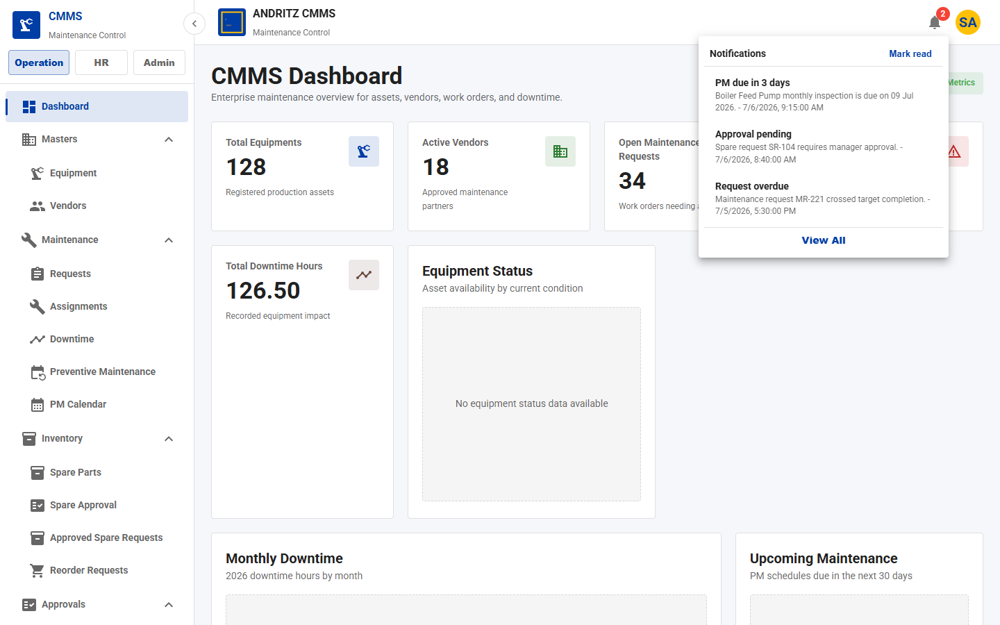 CMMS
Maintenance Control
Operation
HR
Admin
Dashboard
Masters
Equipment
Vendors
Maintenance
Requests
Assignments
Downtime
Preventive Maintenance
PM Calendar
Inventory
Spare Parts
Spare Approval
Approved Spare Requests
Reorder Requests
Approvals
ANDRITZ CMMS
Maintenance Control
2
SA
Notifications
Mark read
PM due in 3 days
Boiler Feed Pump monthly inspection is due on 09 Jul
2026. - 7/6/2026, 9:15:00 AM
Approval pending
Spare request SR-104 requires manager approval. -
7/6/2026, 8:40:00 AM
Request overdue
Maintenance request MR-221 crossed target completion. -
7/5/2026, 5:30:00 PM
View All
CMMS Dashboard
Enterprise maintenance overview for assets, vendors, work orders, and downtime.
Metrics
Total Equipments
128
Registered production assets
Active Vendors
18
Approved maintenance
partners
Open Maintenance
Requests
34
Work orders needing
Total Downtime Hours
126.50
Recorded equipment impact
Equipment Status
Asset availability by current condition
No equipment status data available
Monthly Downtime
2026 downtime hours by month
Upcoming Maintenance
PM schedules due in the next 30 days